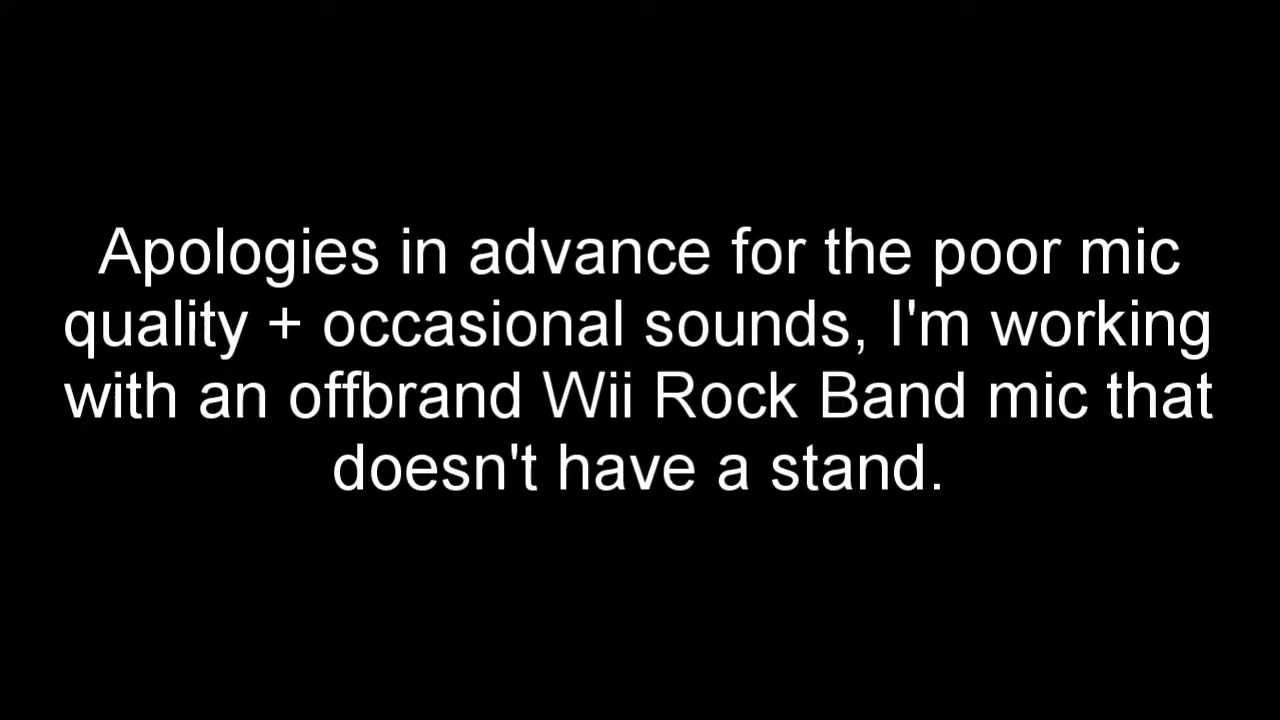 Apologies in advance for the poor mic
quality + occasional sounds, I'm working
with an offbrand Wii Rock Band mic that
doesn't have a stand.